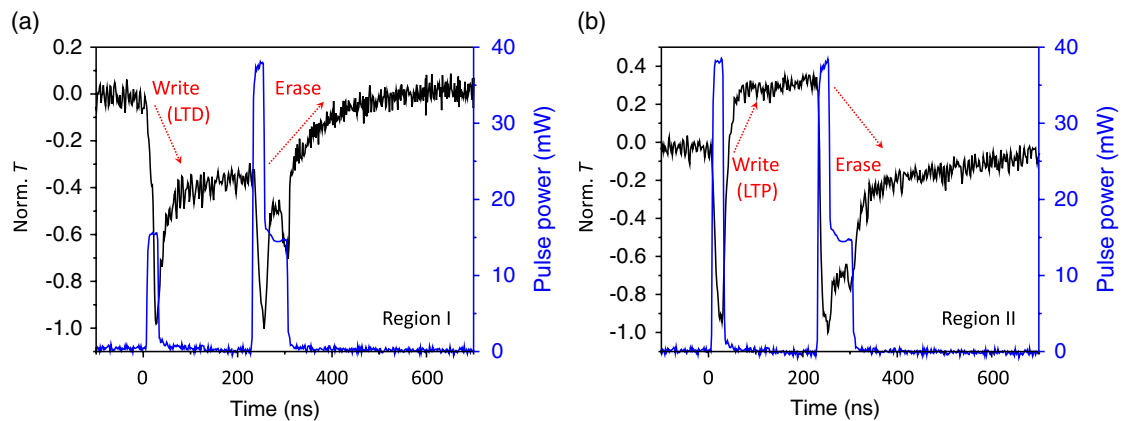 (a)
0.2
0.0
-0.2
-0.4
-0.6
-0.8
-1.0
Norm. T
Write
(LTD)
Erase
Region I
40
30
20
10
0
Pulse power (mW)
0 200 400 600
Time (ns)
(b)
0.4
0.2
0.0
-0.2
-0.4
-0.6
-0.8
-1.0
Norm. T
Write
(LTP)
Erase
Region II
40
30
20
10
0
Pulse power (mW)
0 200 400 600
Time (ns)